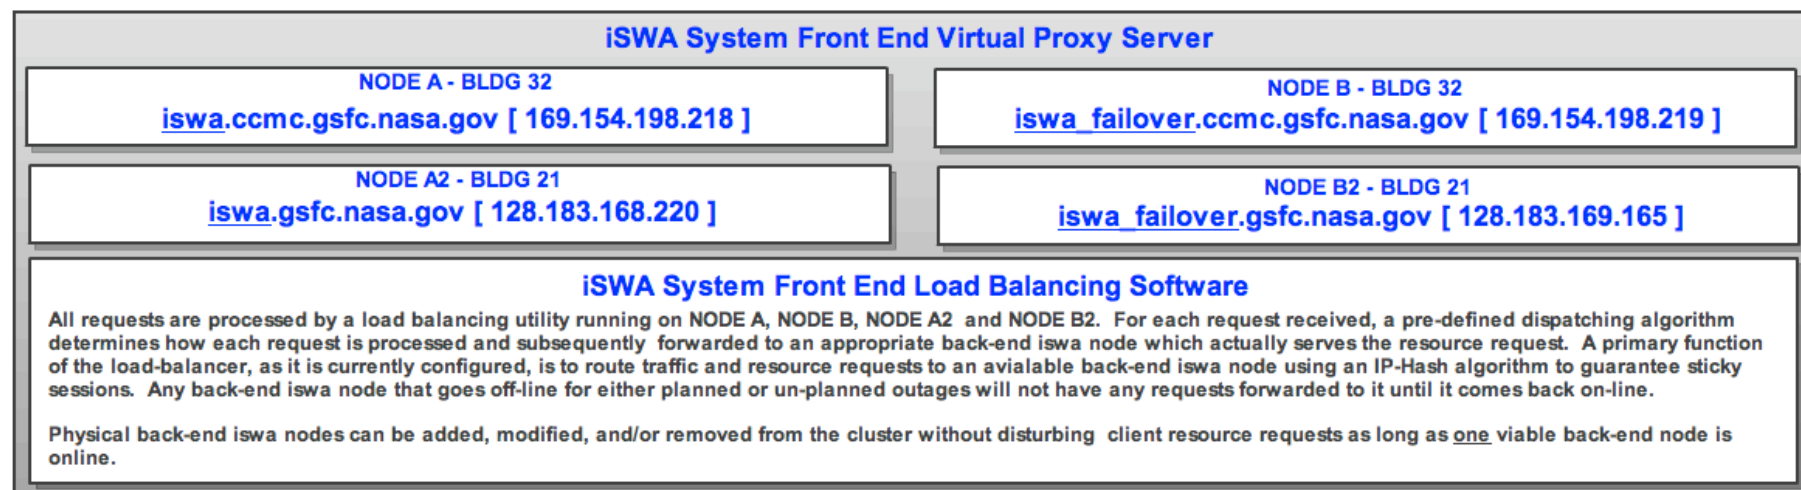 iSWA System Front End Virtual Proxy Server
NODE A - BLDG 32
iswa.ccmc.gsfc.nasa.gov [ 169.154.198.218 ]
NODE B - BLDG 32
iswa_failover.ccmc.gsfc.nasa.gov [ 169.154.198.219 ]
NODE A2 - BLDG 21
iswa.gsfc.nasa.gov [ 128.183.168.220 ]
NODE B2 - BLDG 21
iswa_failover.gsfc.nasa.gov [ 128.183.169.165 ]
iSWA System Front End Load Balancing Software
All requests are processed by a load balancing utility running on NODE A, NODE B, NODE A2 and NODE B2. For each request received, a pre-defined dispatching algorithm
determines how each request is processed and subsequently forwarded to an appropriate back-end iswa node which actually serves the resource request. A primary function
of the load-balancer, as it is currently configured, is to route traffic and resource requests to an avialable back-end iswa node using an IP-Hash algorithm to guarantee sticky
sessions. Any back-end iswa node that goes off-line for either planned or un-planned outages will not have any requests forwarded to it until it comes back on-line.
Physical back-end iswa nodes can be added, modified, and/or removed from the cluster without disturbing client resource requests as long as one viable back-end node is
online.